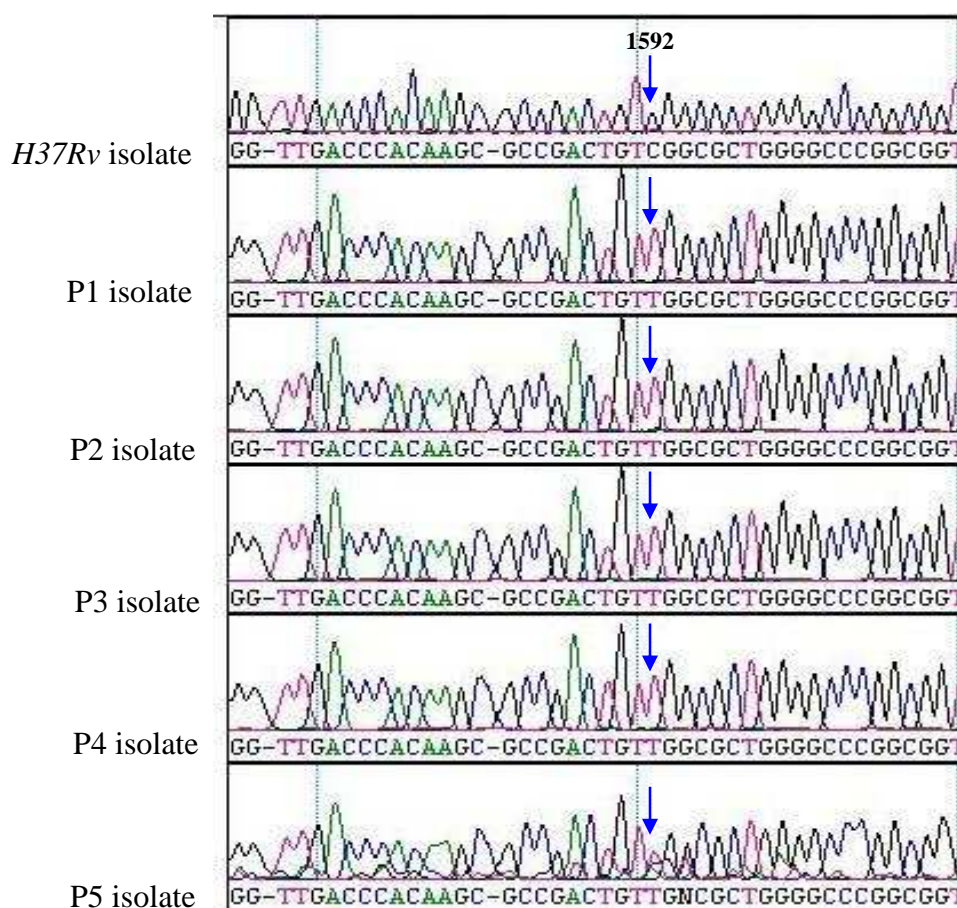 1592
H37Rv isolate GG-TTGACCCACAAGC-GCCGACTGTCGGCGCTGGGGCCCGGCGGT
P1 isolate GG-TTGACCCACAAGC-GCCGACTGTTGGCGCTGGGGCCCGGCGGT
P2 isolate GG-TTGACCCACAAGC-GCCGACTGTTGGCGCTGGGGCCCGGCGGT
P3 isolate GG-TTGACCCACAAGC-GCCGACTGTTGGCGCTGGGGCCCGGCGGT
P4 isolate GG-TTGACCCACAAGC-GCCGACTGTTGGCGCTGGGGCCCGGCGGT
P5 isolate GG-TTGACCCACAAGC-GCCGACTGTTGNCGCTGGGGCCCGGCGGT